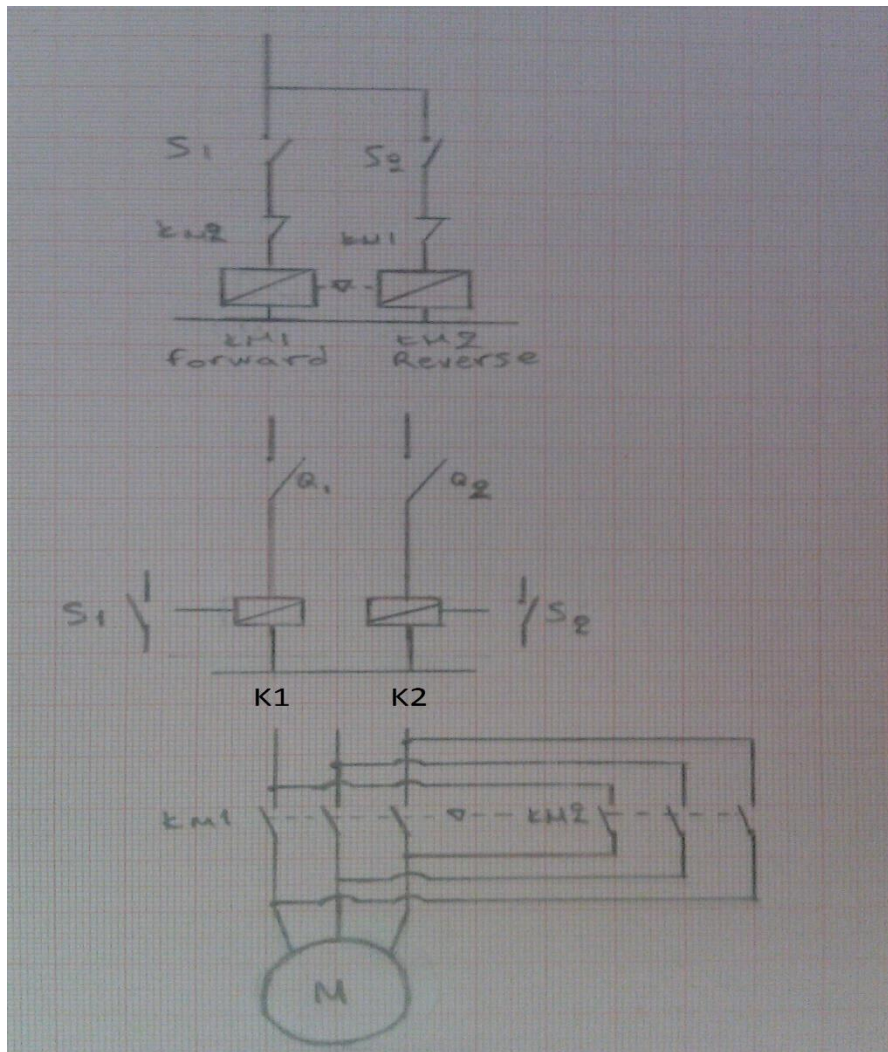 S1 S2
KM2 KM1
KM1 KM2
forward Reverse
Q1 Q2
S1 S2
K1 K2
KM1 KM2
M